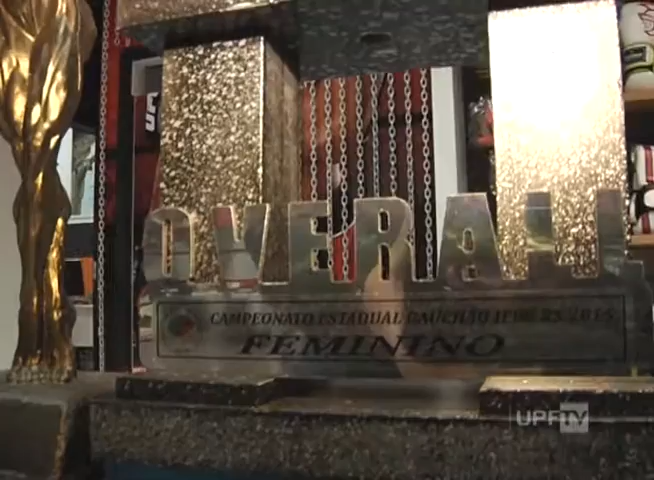 OVERALL
CAMPEONATO ESTADUAL GAÚCHO IFBB RS 2015
FEMININO
UPFTV